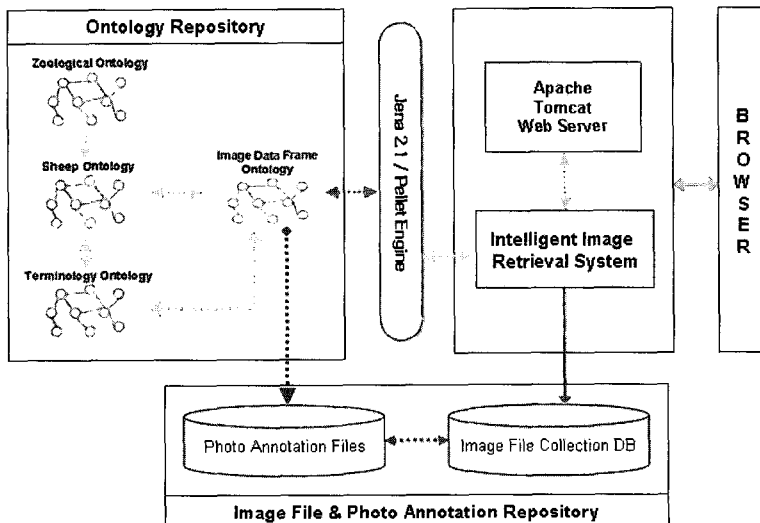 Ontology Repository
Zoological Ontology
Sheep Ontology
Terminology Ontology
Image Data Frame
Ontology
Jena 2.1 / Pellet Engine
Apache
Tomcat
Web Server
Intelligent Image
Retrieval System
BROWSER
Photo Annotation Files
Image File Collection DB
Image File & Photo Annotation Repository